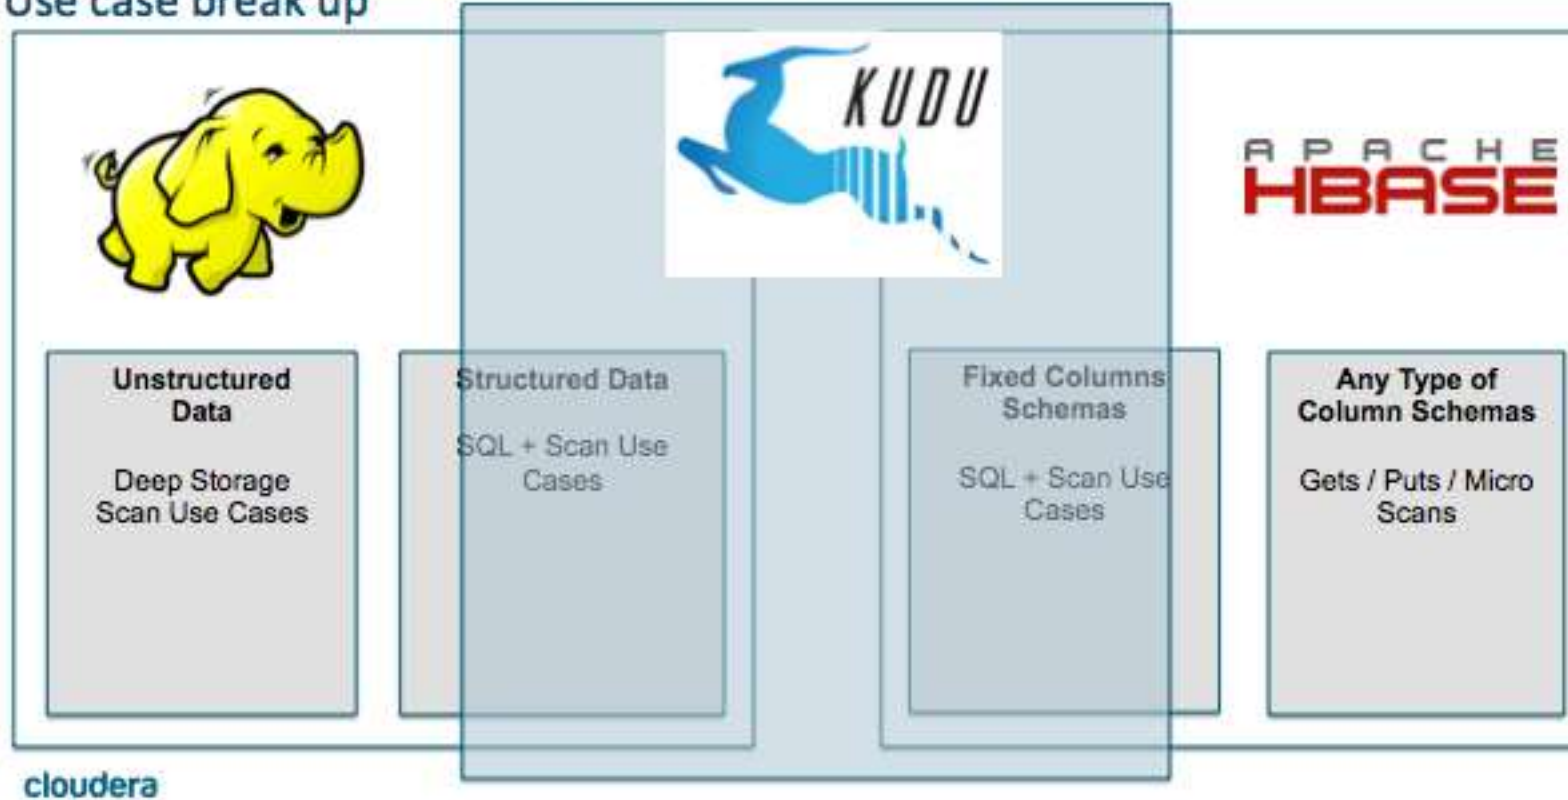 Use case break up
KUDU
APACHE
HBASE
Unstructured
Data
Deep Storage
Scan Use Cases
Structured Data
SQL + Scan Use
Cases
Fixed Columns
Schemas
SQL + Scan Use
Cases
Any Type of
Column Schemas
Gets / Puts / Micro
Scans
cloudera